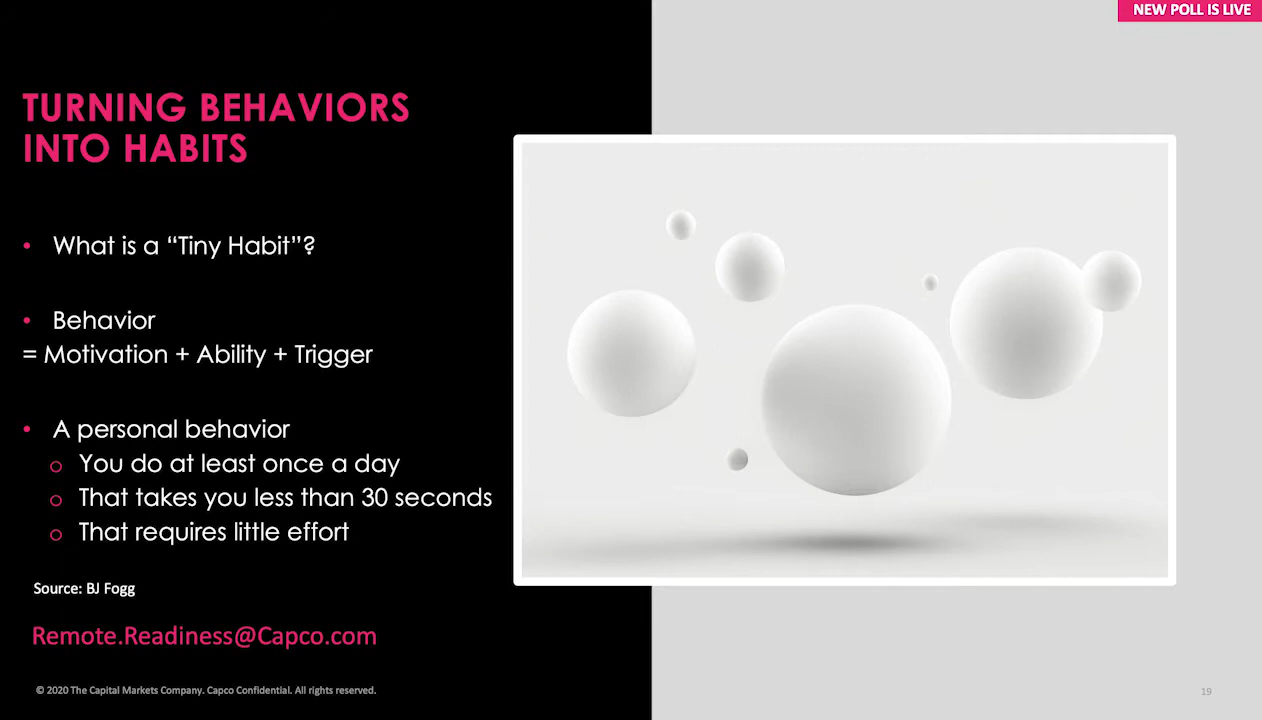 NEW POLL IS LIVE
TURNING BEHAVIORS
INTO HABITS
• What is a “Tiny Habit”?
• Behavior
= Motivation + Ability + Trigger
• A personal behavior
o You do at least once a day
o That takes you less than 30 seconds
o That requires little effort
Source: BJ Fogg
Remote.Readiness@Capco.com
© 2020 The Capital Markets Company. Capco Confidential. All rights reserved.
19